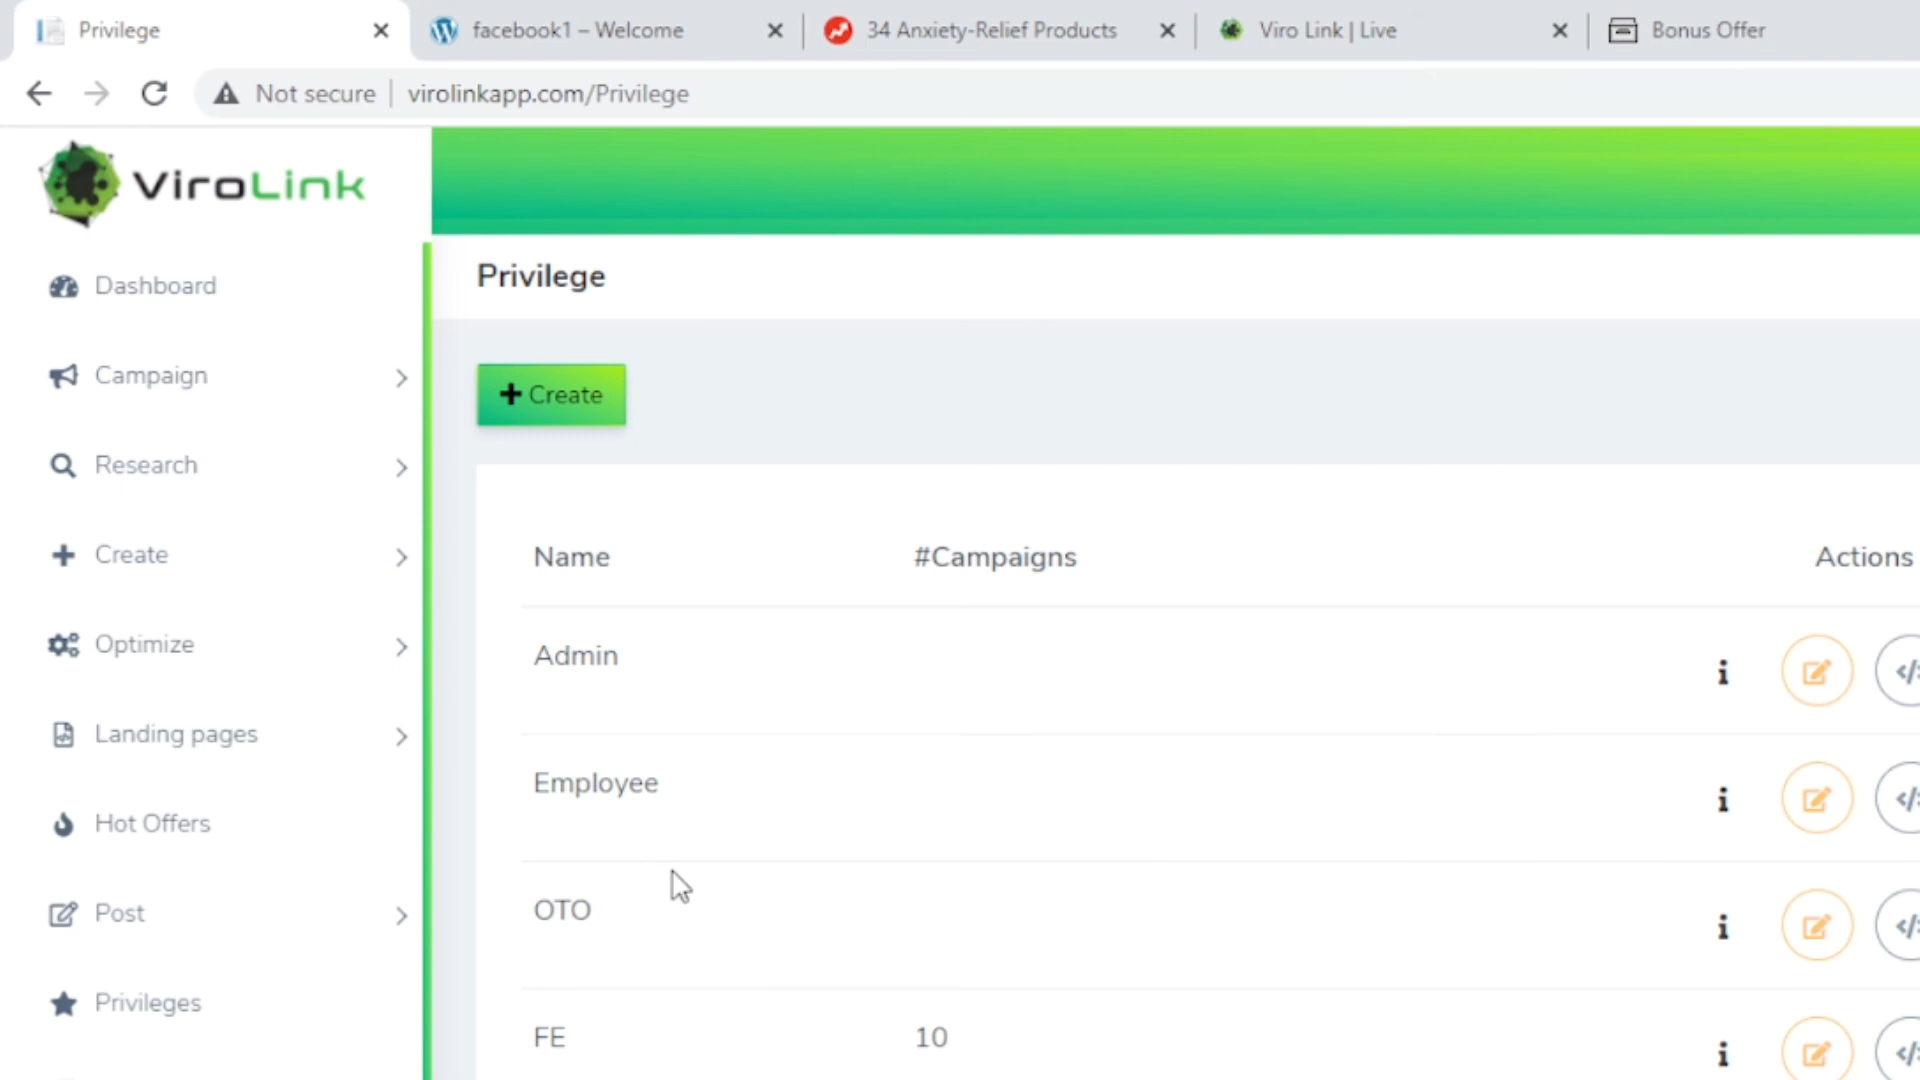 Privilege
facebook1 – Welcome
34 Anxiety-Relief Products
Viro Link | Live
Bonus Offer
Not secure
virolinkapp.com/Privilege
ViroLink
Dashboard
Campaign
Research
Create
Optimize
Landing pages
Hot Offers
Post
Privileges
Privilege
+ Create
Name #Campaigns Actions
Admin
Employee
OTO
FE 10